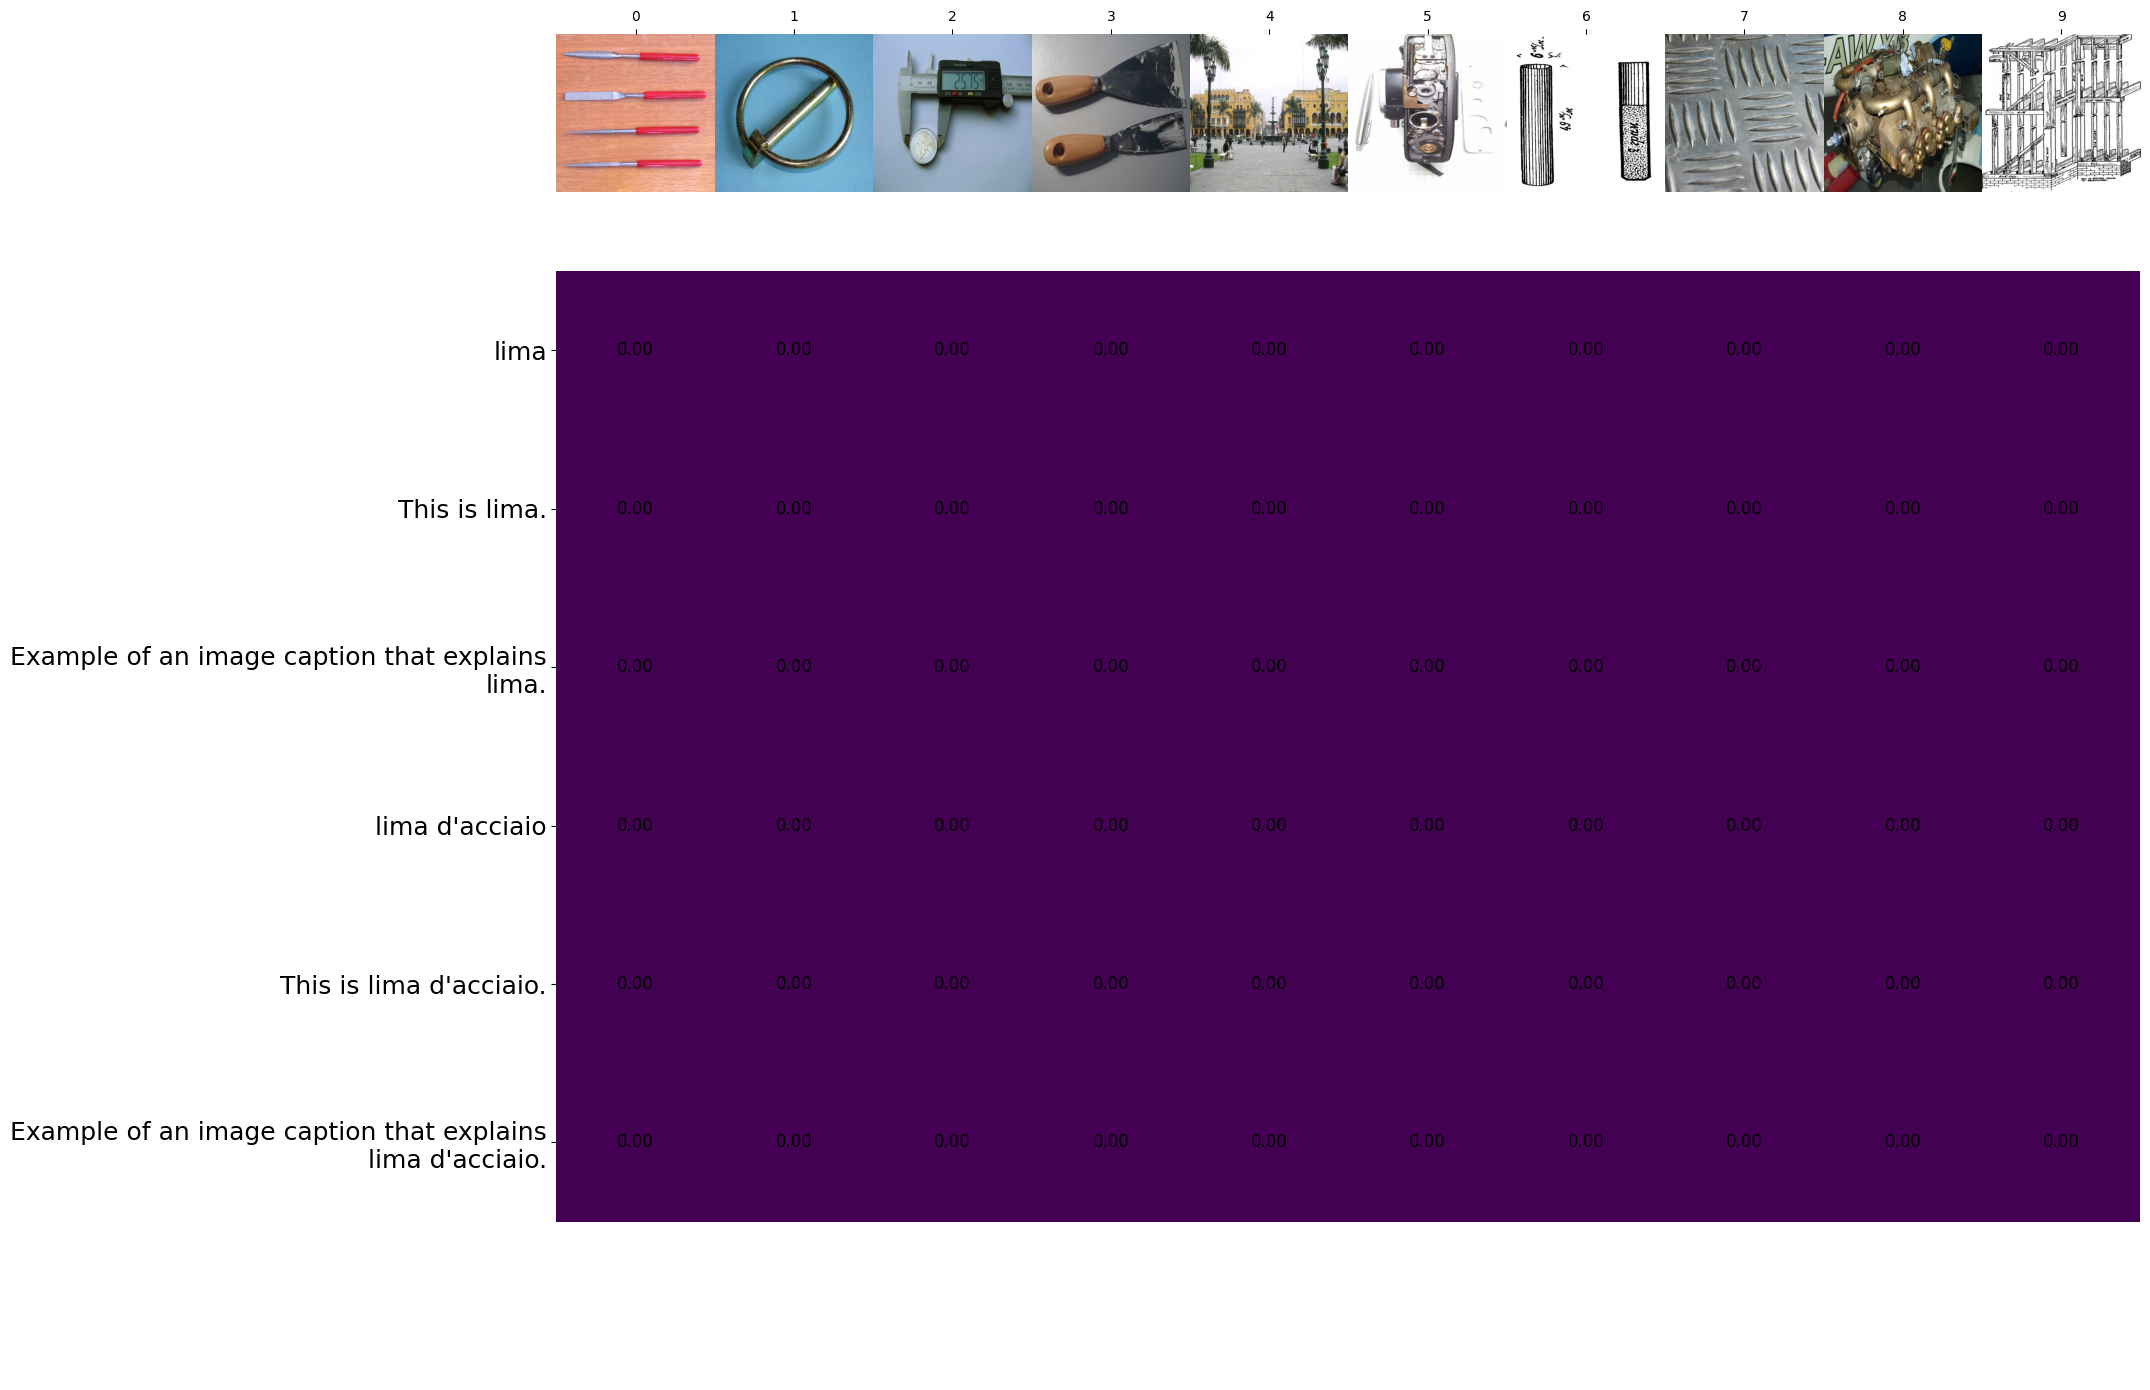 0 1 2 3 4 5 6 7 8 9
lima 0.00 0.00 0.00 0.00 0.00 0.00 0.00 0.00 0.00 0.00
This is lima. 0.00 0.00 0.00 0.00 0.00 0.00 0.00 0.00 0.00 0.00
Example of an image caption that explains
lima. 0.00 0.00 0.00 0.00 0.00 0.00 0.00 0.00 0.00 0.00
lima d'acciaio 0.00 0.00 0.00 0.00 0.00 0.00 0.00 0.00 0.00 0.00
This is lima d'acciaio. 0.00 0.00 0.00 0.00 0.00 0.00 0.00 0.00 0.00 0.00
Example of an image caption that explains
lima d'acciaio. 0.00 0.00 0.00 0.00 0.00 0.00 0.00 0.00 0.00 0.00